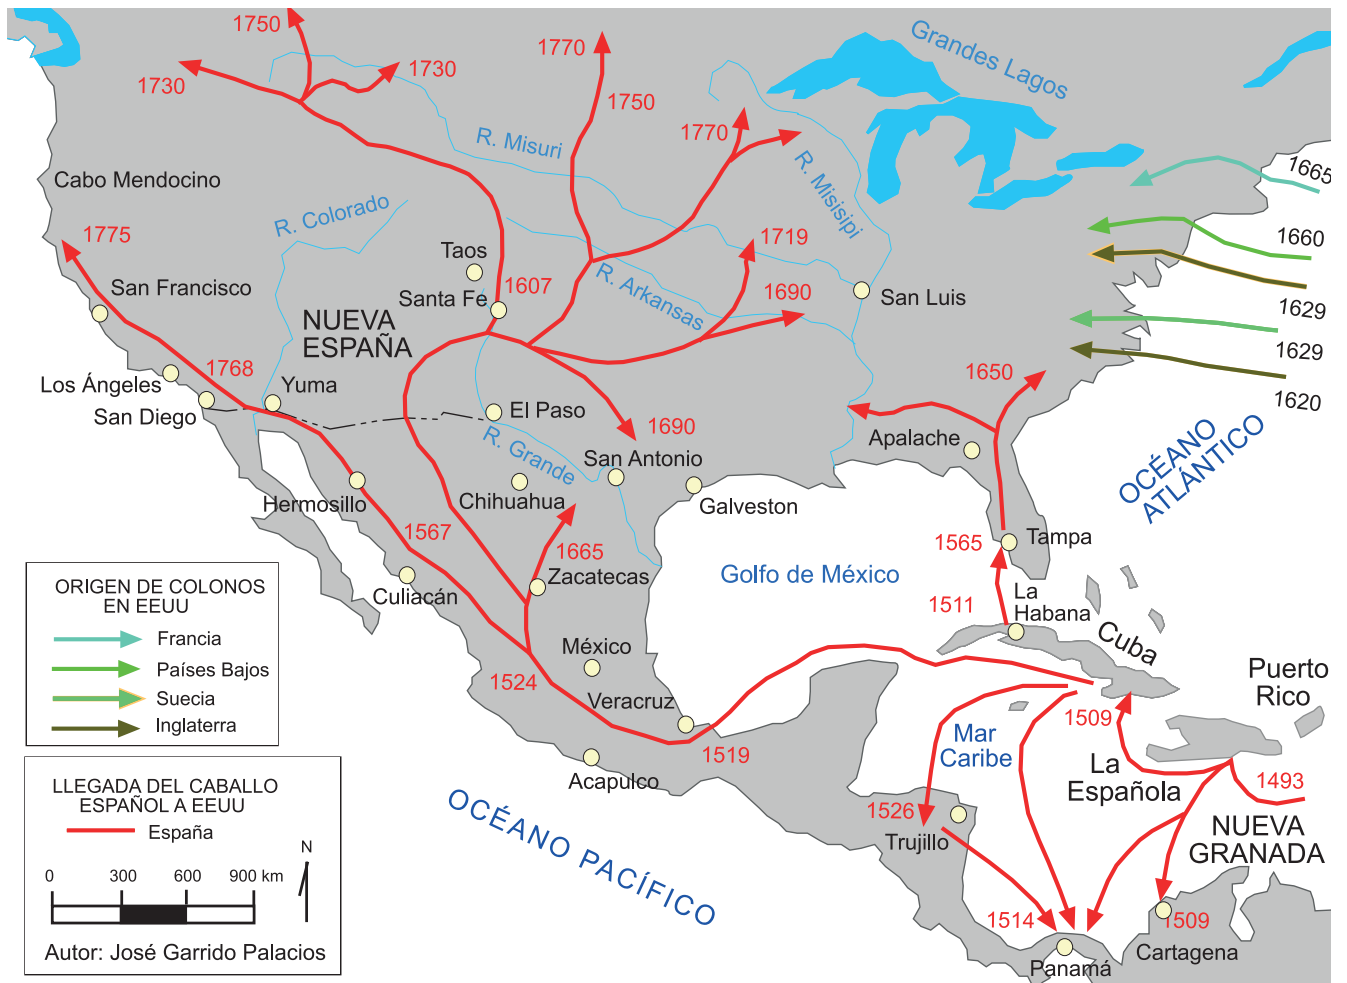 1750
1770
Grandes Lagos
1730
1730
1750
1770
R. Misuri
R. Misisipi
1665
Cabo Mendocino
R. Colorado
1775
Taos
1719
1660
San Francisco
1607
R. Arkansas
1690
San Luis
Santa Fe
NUEVA
ESPAÑA
1629
1629
1768
Los Ángeles
Yuma
1650
1620
San Diego
El Paso
1690
R. Grande
San Antonio
Apalache
OCÉANO
ATLÁNTICO
Hermosillo
Chihuahua
Galveston
1567
1665
1565
Tampa
Golfo de México
Zacatecas
Culiacán
1511
La
Habana
Cuba
México
1524
Veracruz
Puerto
Rico
1509
Mar
Caribe
1519
La
Española
1493
Acapulco
OCÉANO PACÍFICO
1526
Trujillo
NUEVA
GRANADA
1514
1509
Cartagena
Panamá
ORIGEN DE COLONOS
EN EEUU
Francia
Países Bajos
Suecia
Inglaterra
LLEGADA DEL CABALLO
ESPAÑOL A EEUU
España
N
0 300 600 900 km
Autor: José Garrido Palacios